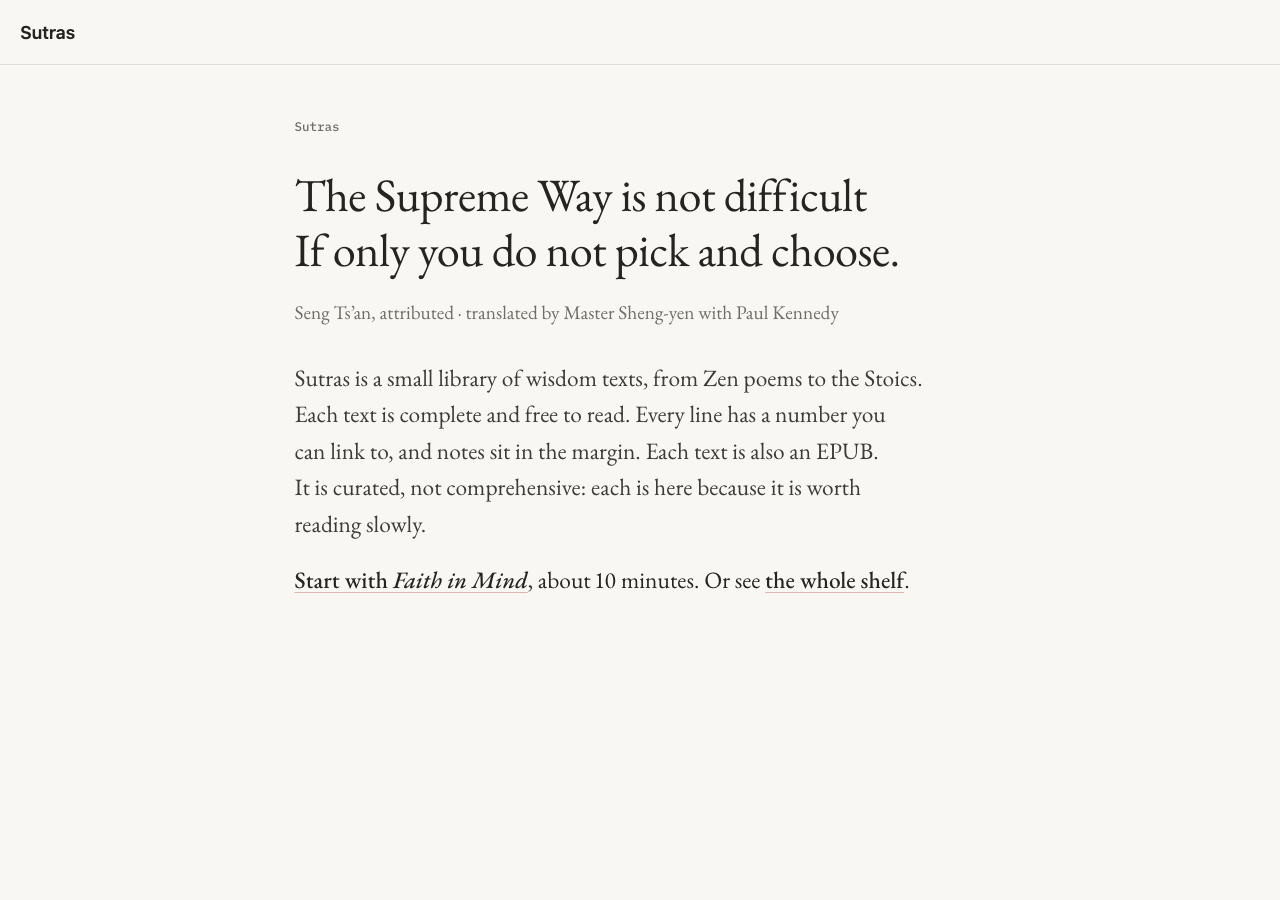 Sutras
Sutras
The Supreme Way is not difficult
If only you do not pick and choose.
Seng Ts’an, attributed · translated by Master Sheng-yen with Paul Kennedy
Sutras is a small library of wisdom texts, from Zen poems to the Stoics.
Each text is complete and free to read. Every line has a number you
can link to, and notes sit in the margin. Each text is also an EPUB.
It is curated, not comprehensive: each is here because it is worth
reading slowly.
Start with Faith in Mind, about 10 minutes. Or see the whole shelf.